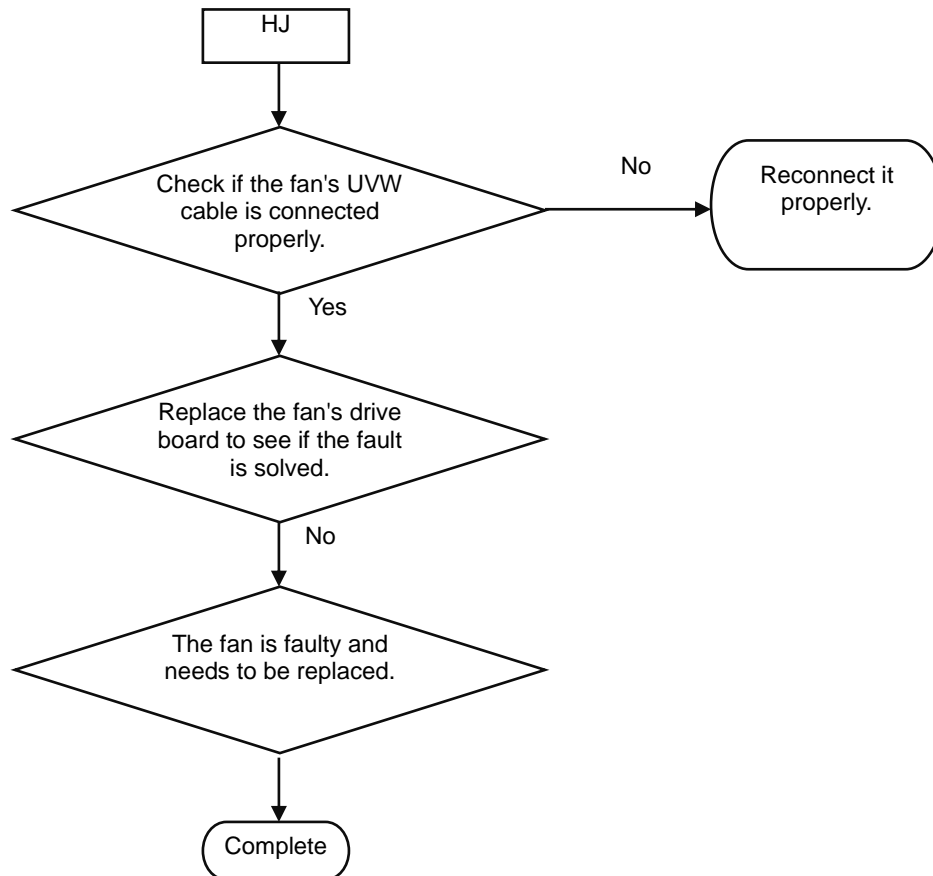 HJ
Check if the fan's UVW
cable is connected
properly.
No
Reconnect it
properly.
Yes
Replace the fan's drive
board to see if the fault
is solved.
No
The fan is faulty and
needs to be replaced.
Complete